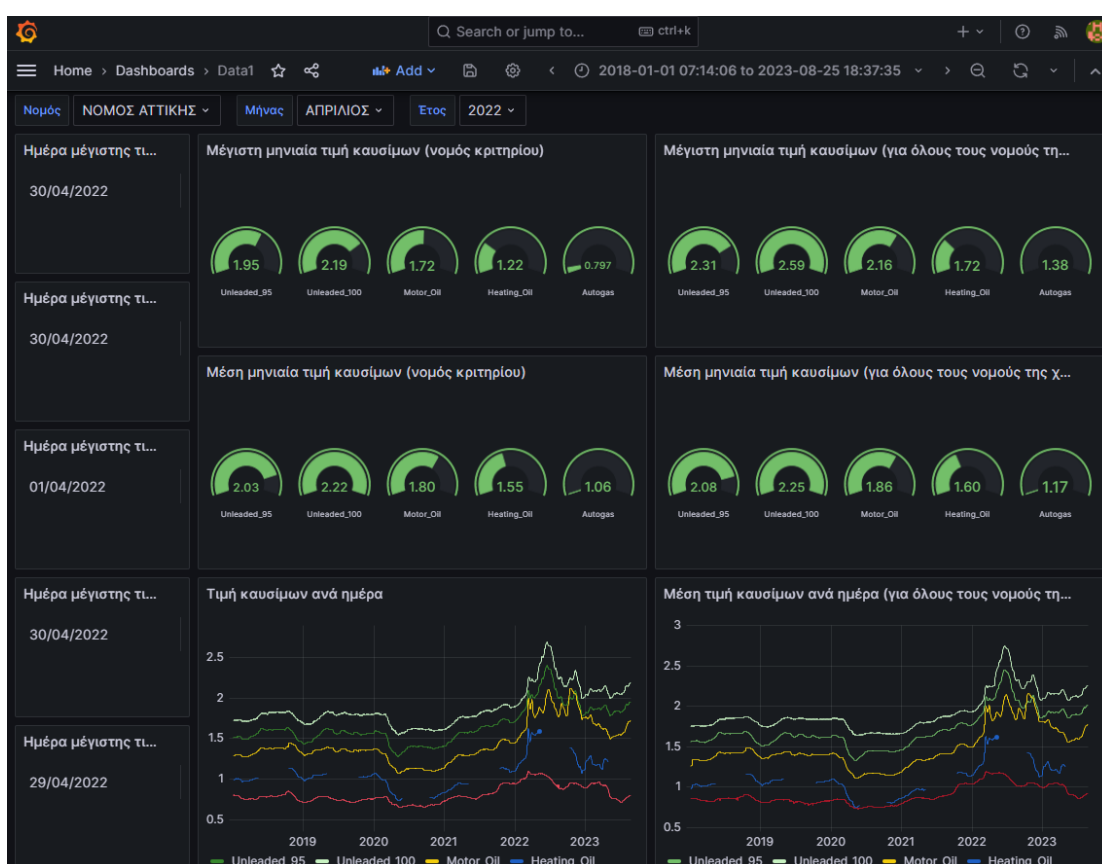 Search or jump to... ctrl+k
Home › Dashboards › Data1 Add 2018-01-01 07:14:06 to 2023-08-25 18:37:35
Νομός ΝΟΜΟΣ ΑΤΤΙΚΗΣ Μήνας ΑΠΡΙΛΙΟΣ Έτος 2022
Ημέρα μέγιστης τι...
30/04/2022
Μέγιστη μηνιαία τιμή καυσίμων (νομός κριτηρίου)
1.95 2.19 1.72 1.22 0.797
Unleaded_95 Unleaded_100 Motor_Oil Heating_Oil Autogas
Μέγιστη μηνιαία τιμή καυσίμων (για όλους τους νομούς τη...
2.31 2.59 2.16 1.72 1.38
Unleaded_95 Unleaded_100 Motor_Oil Heating_Oil Autogas
Ημέρα μέγιστης τι...
30/04/2022
Μέση μηνιαία τιμή καυσίμων (νομός κριτηρίου)
2.03 2.22 1.80 1.55 1.06
Unleaded_95 Unleaded_100 Motor_Oil Heating_Oil Autogas
Μέση μηνιαία τιμή καυσίμων (για όλους τους νομούς της χ...
2.08 2.25 1.86 1.60 1.17
Unleaded_95 Unleaded_100 Motor_Oil Heating_Oil Autogas
Ημέρα μέγιστης τι...
01/04/2022
Ημέρα μέγιστης τι...
30/04/2022
Ημέρα μέγιστης τι...
29/04/2022
Τιμή καυσίμων ανά ημέρα
2.5
2
1.5
1
0.5
2019 2020 2021 2022 2023
Unleaded_95 Unleaded_100 Motor_Oil Heating_Oil
Μέση τιμή καυσίμων ανά ημέρα (για όλους τους νομούς τη...
3
2.5
2
1.5
1
0.5
2019 2020 2021 2022 2023
Unleaded_95 Unleaded_100 Motor_Oil Heating_Oil